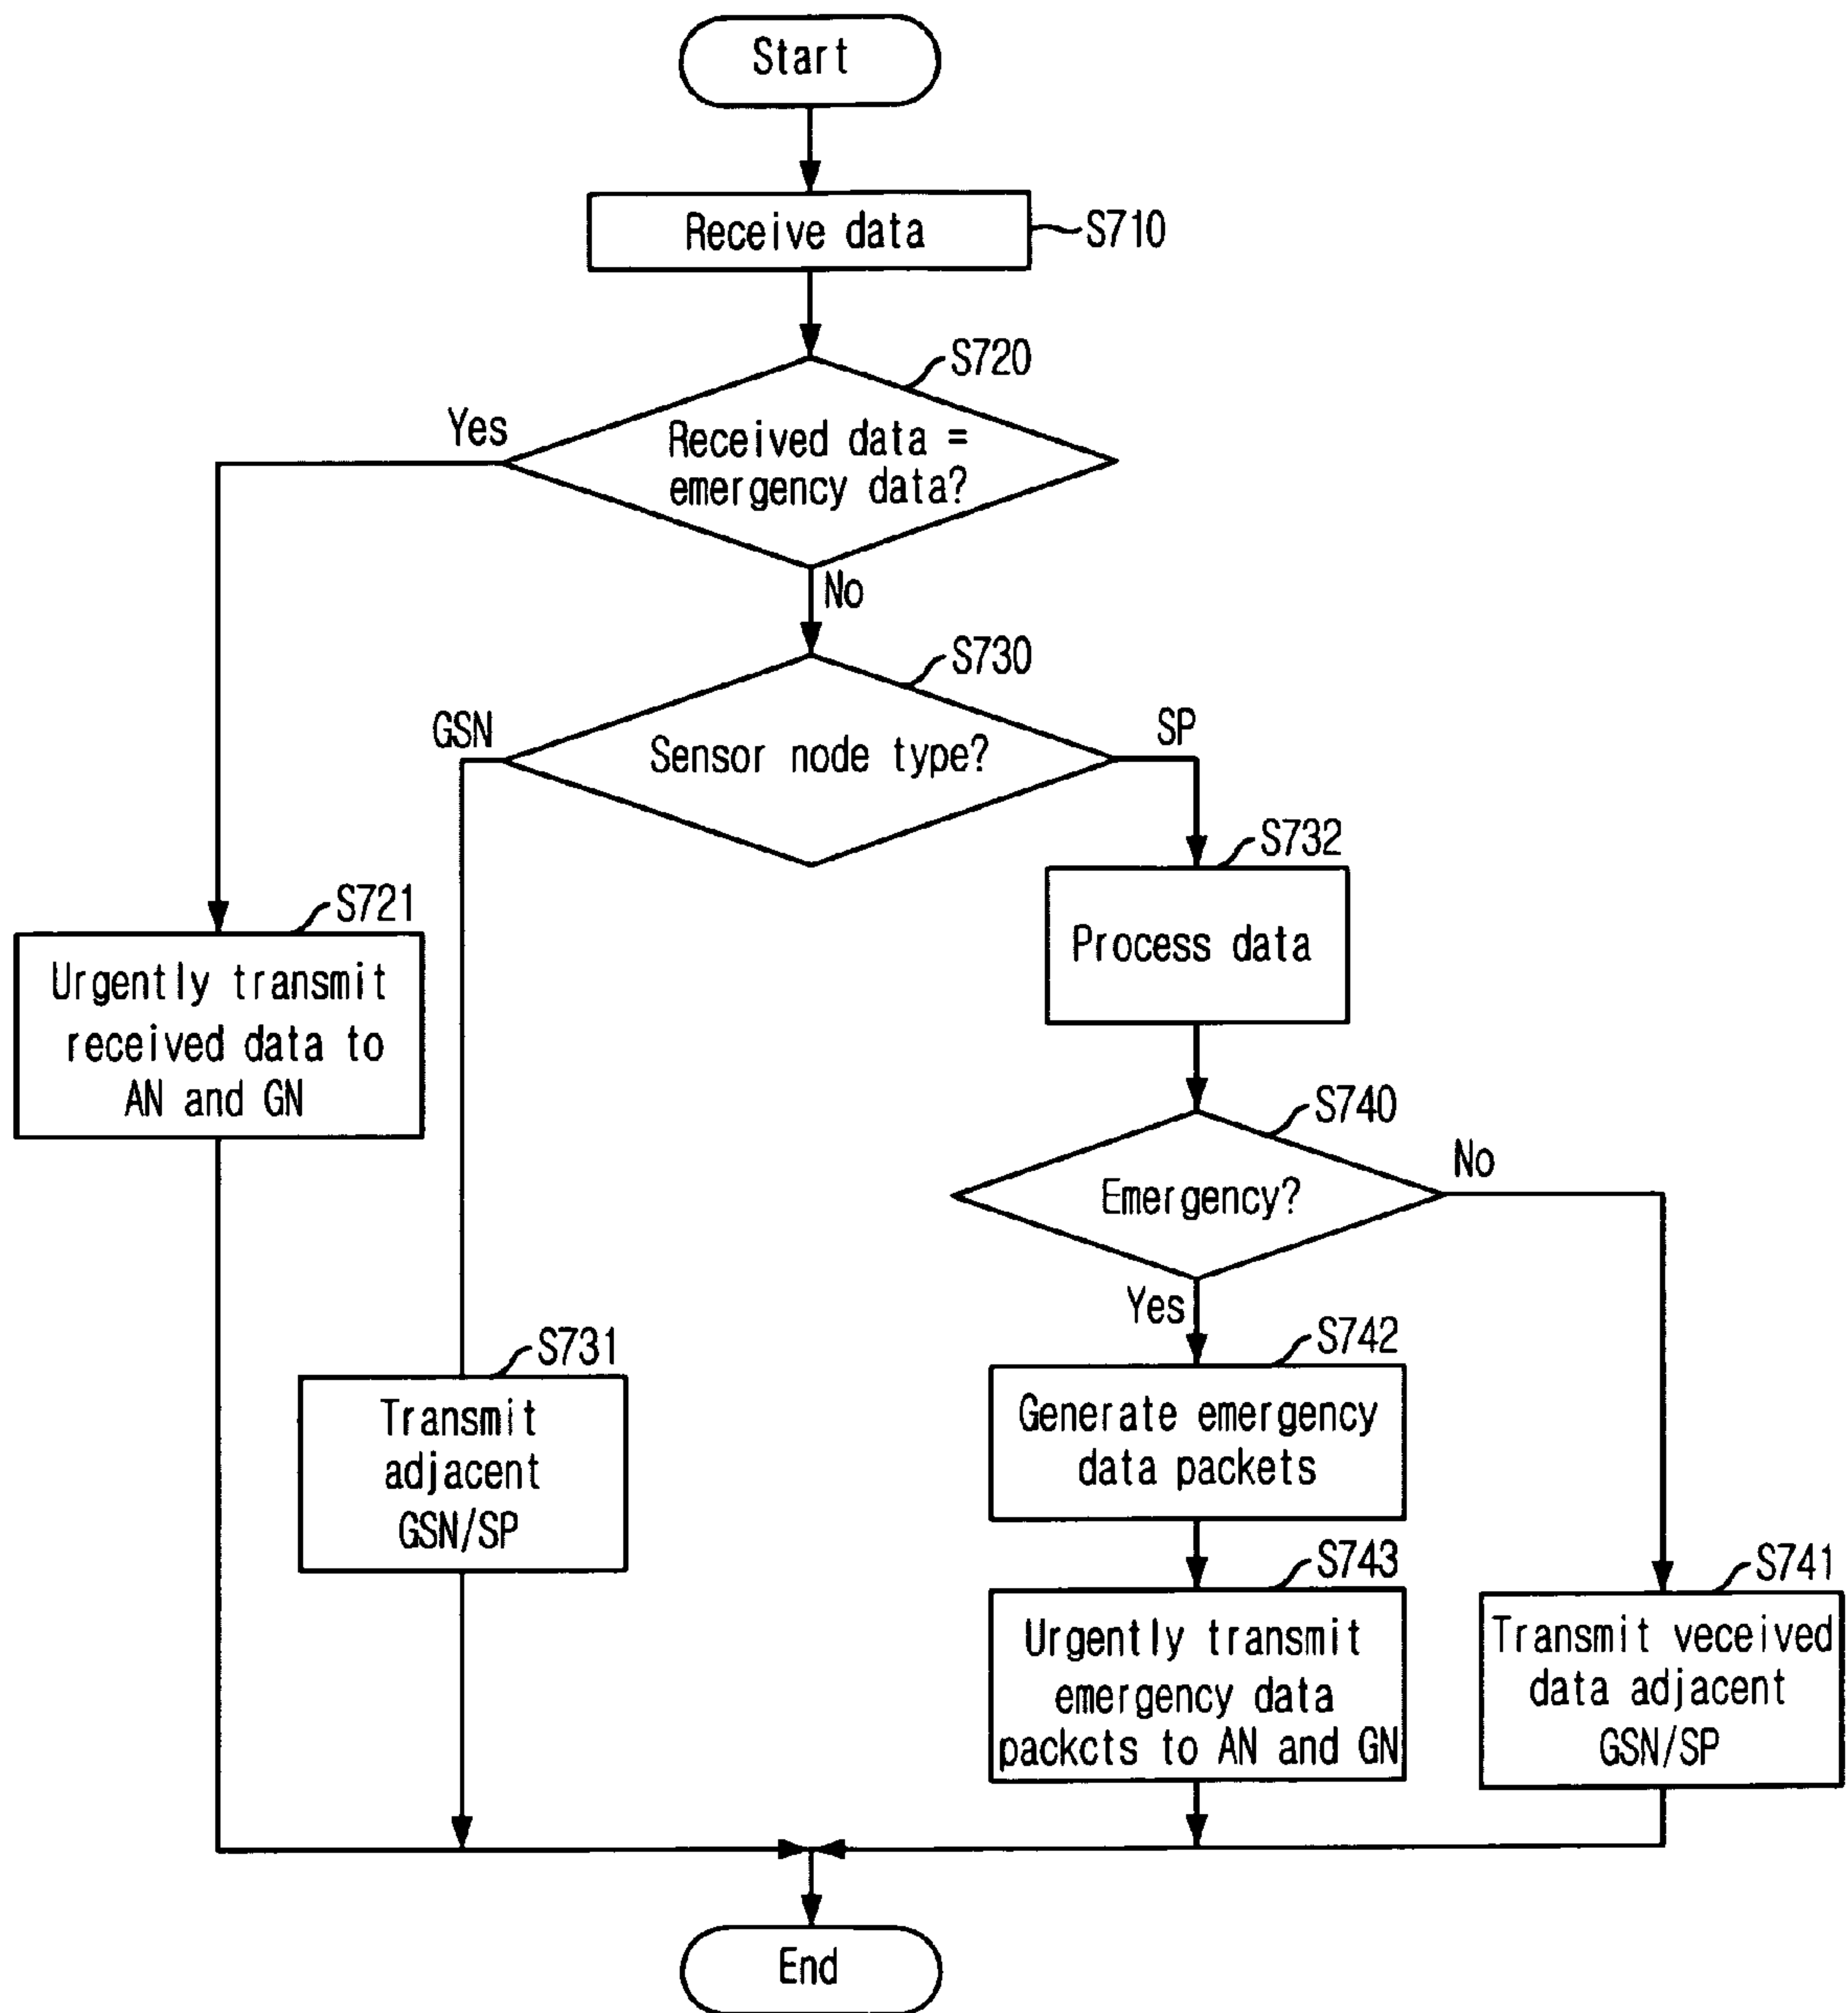 Start
Receive data
S710
S720
Yes
Received data =
emergency data?
No
S730
GSN
SP
Sensor node type?
S732
Process data
S721
Urgently transmit
received data to
AN and GN
S740
No
Emergency?
Yes
S731
Transmit
adjacent
GSN/SP
S742
Generate emergency
data packets
S743
Urgently transmit
emergency data
packcts to AN and GN
S741
Transmit veceived
data adjacent
GSN/SP
End